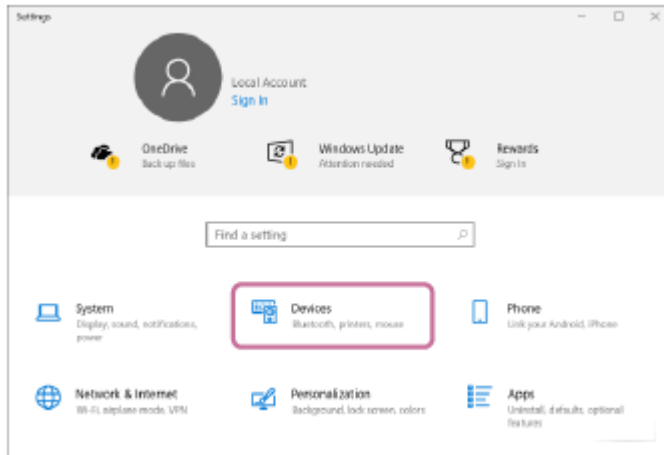 Settings
Local Account
Sign in
OneDrive
Back up files
Windows Update
Attention needed
Rewards
Sign in
Find a setting
System
Display, sound, notifications,
power
Devices
Bluetooth, printers, mouse
Phone
Link your Android, iPhone
Network & Internet
Wi-Fi, airplane mode, VPN
Personalization
Background, lock screen, colors
Apps
Uninstall, defaults, optional
features